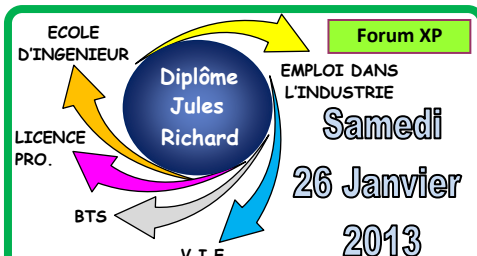 ECOLE
D'INGENIEUR
Forum XP
Diplôme
Jules
Richard
EMPLOI DANS
L'INDUSTRIE
LICENCE
PRO.
BTS
V.I.E
Samedi
26 Janvier
2013